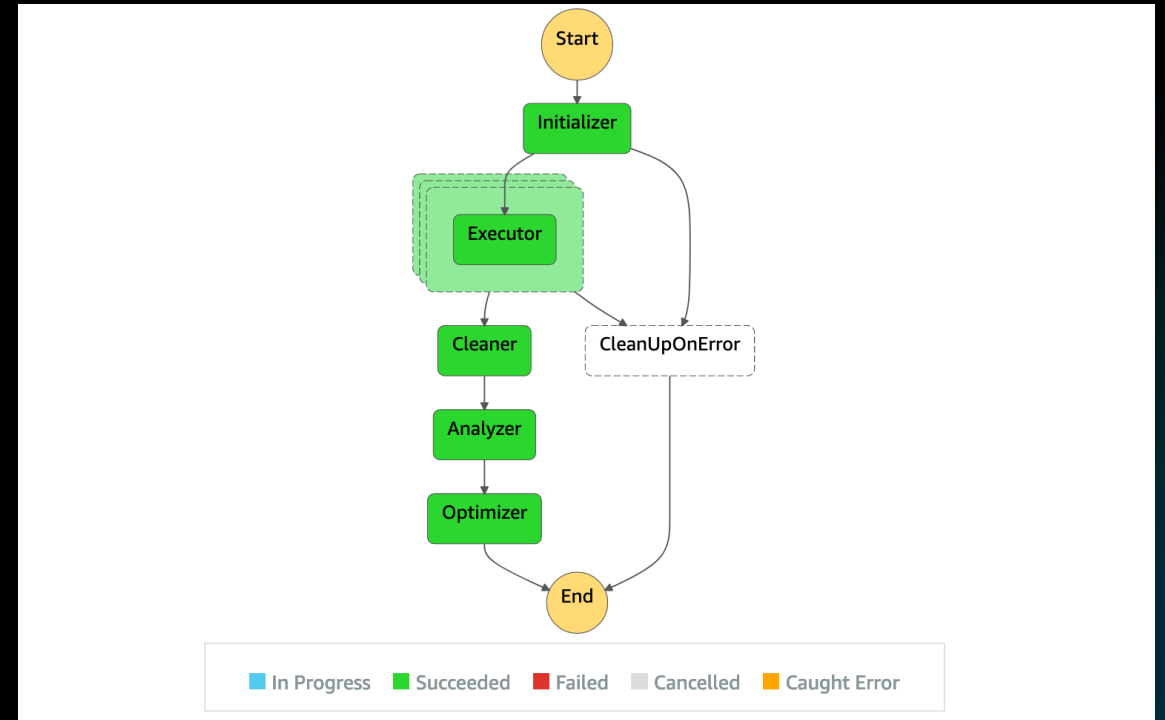 Start
Initializer
Executor
Cleaner
CleanUpOnError
Analyzer
Optimizer
End
In Progress Succeeded Failed Cancelled Caught Error